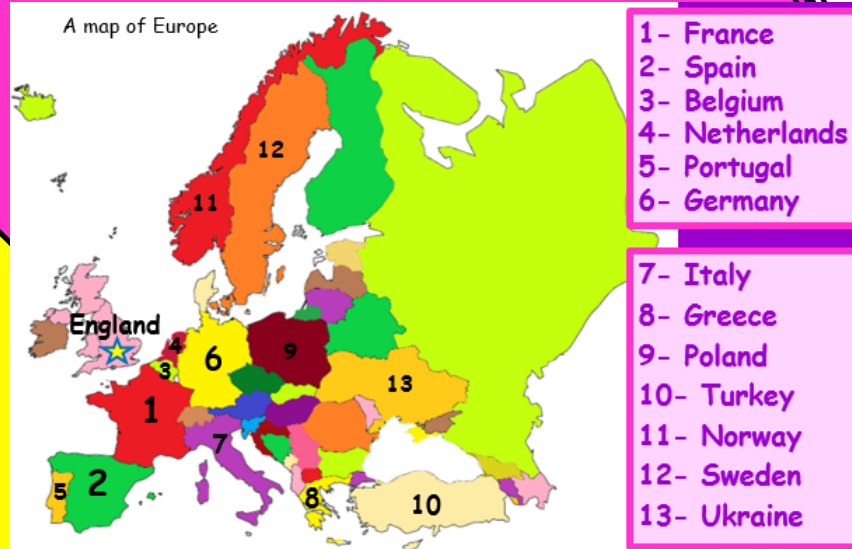 A map of Europe
1- France
2- Spain
3- Belgium
4- Netherlands
5- Portugal
6- Germany
7- Italy
8- Greece
9- Poland
10- Turkey
11- Norway
12- Sweden
13- Ukraine
12
11
England
4
3
6
9
13
1
7
2
5
8
10